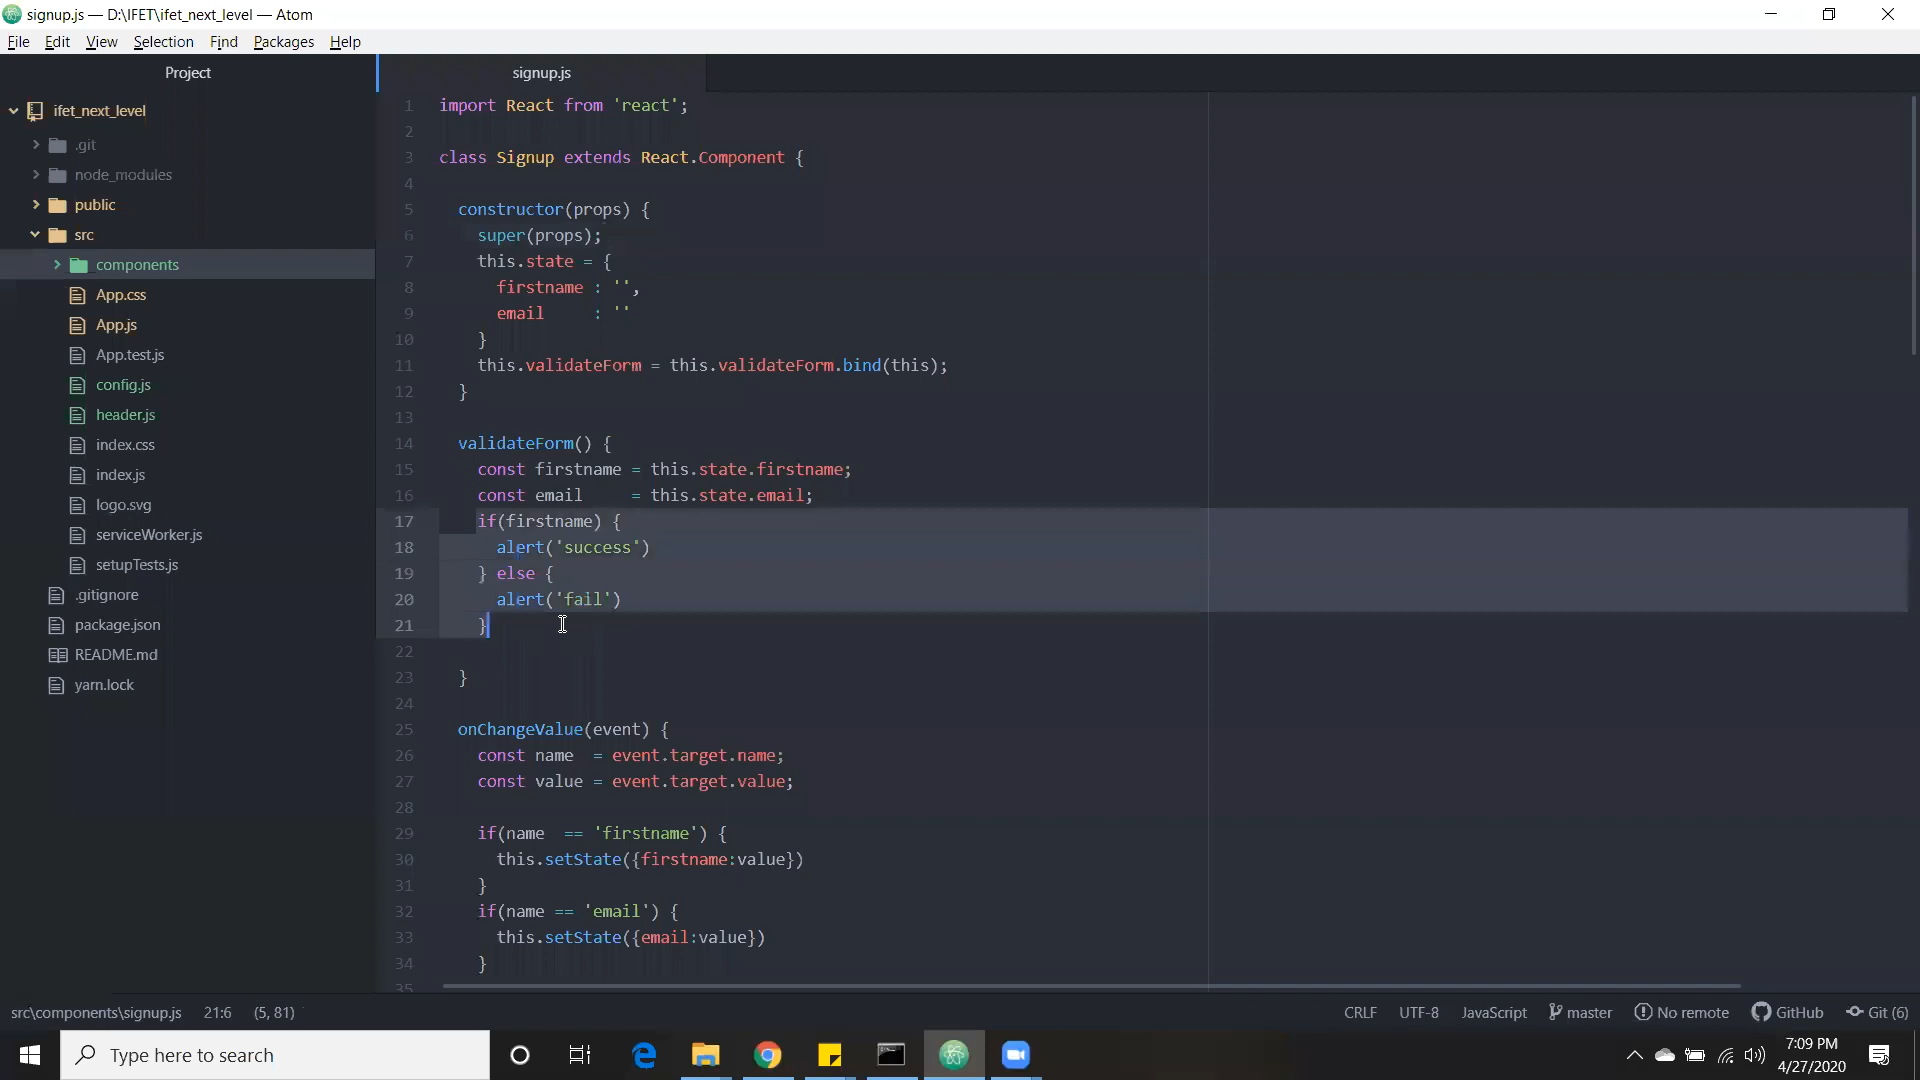 signup.js — D:\IFET\ifet_next_level — Atom
File Edit View Selection Find Packages Help
Project
signup.js
ifet_next_level
.git
node_modules
public
src
components
App.css
App.js
App.test.js
config.js
header.js
index.css
index.js
logo.svg
serviceWorker.js
setupTests.js
.gitignore
package.json
README.md
yarn.lock
1 import React from 'react';
2
3 class Signup extends React.Component {
4
5 constructor(props) {
6 super(props);
7 this.state = {
8 firstname : '',
9 email     : ''
10 }
11 this.validateForm = this.validateForm.bind(this);
12 }
13
14 validateForm() {
15 const firstname = this.state.firstname;
16 const email     = this.state.email;
17 if(firstname) {
18 alert('success')
19 } else {
20 alert('fail')
21 }
22
23 }
24
25 onChangeValue(event) {
26 const name  = event.target.name;
27 const value = event.target.value;
28
29 if(name  == 'firstname') {
30 this.setState({firstname:value})
31 }
32 if(name == 'email') {
33 this.setState({email:value})
34 }
35
src\components\signup.js 21:6 (5, 81) CRLF UTF-8 JavaScript master No remote GitHub Git (6)
Type here to search
7:09 PM
4/27/2020